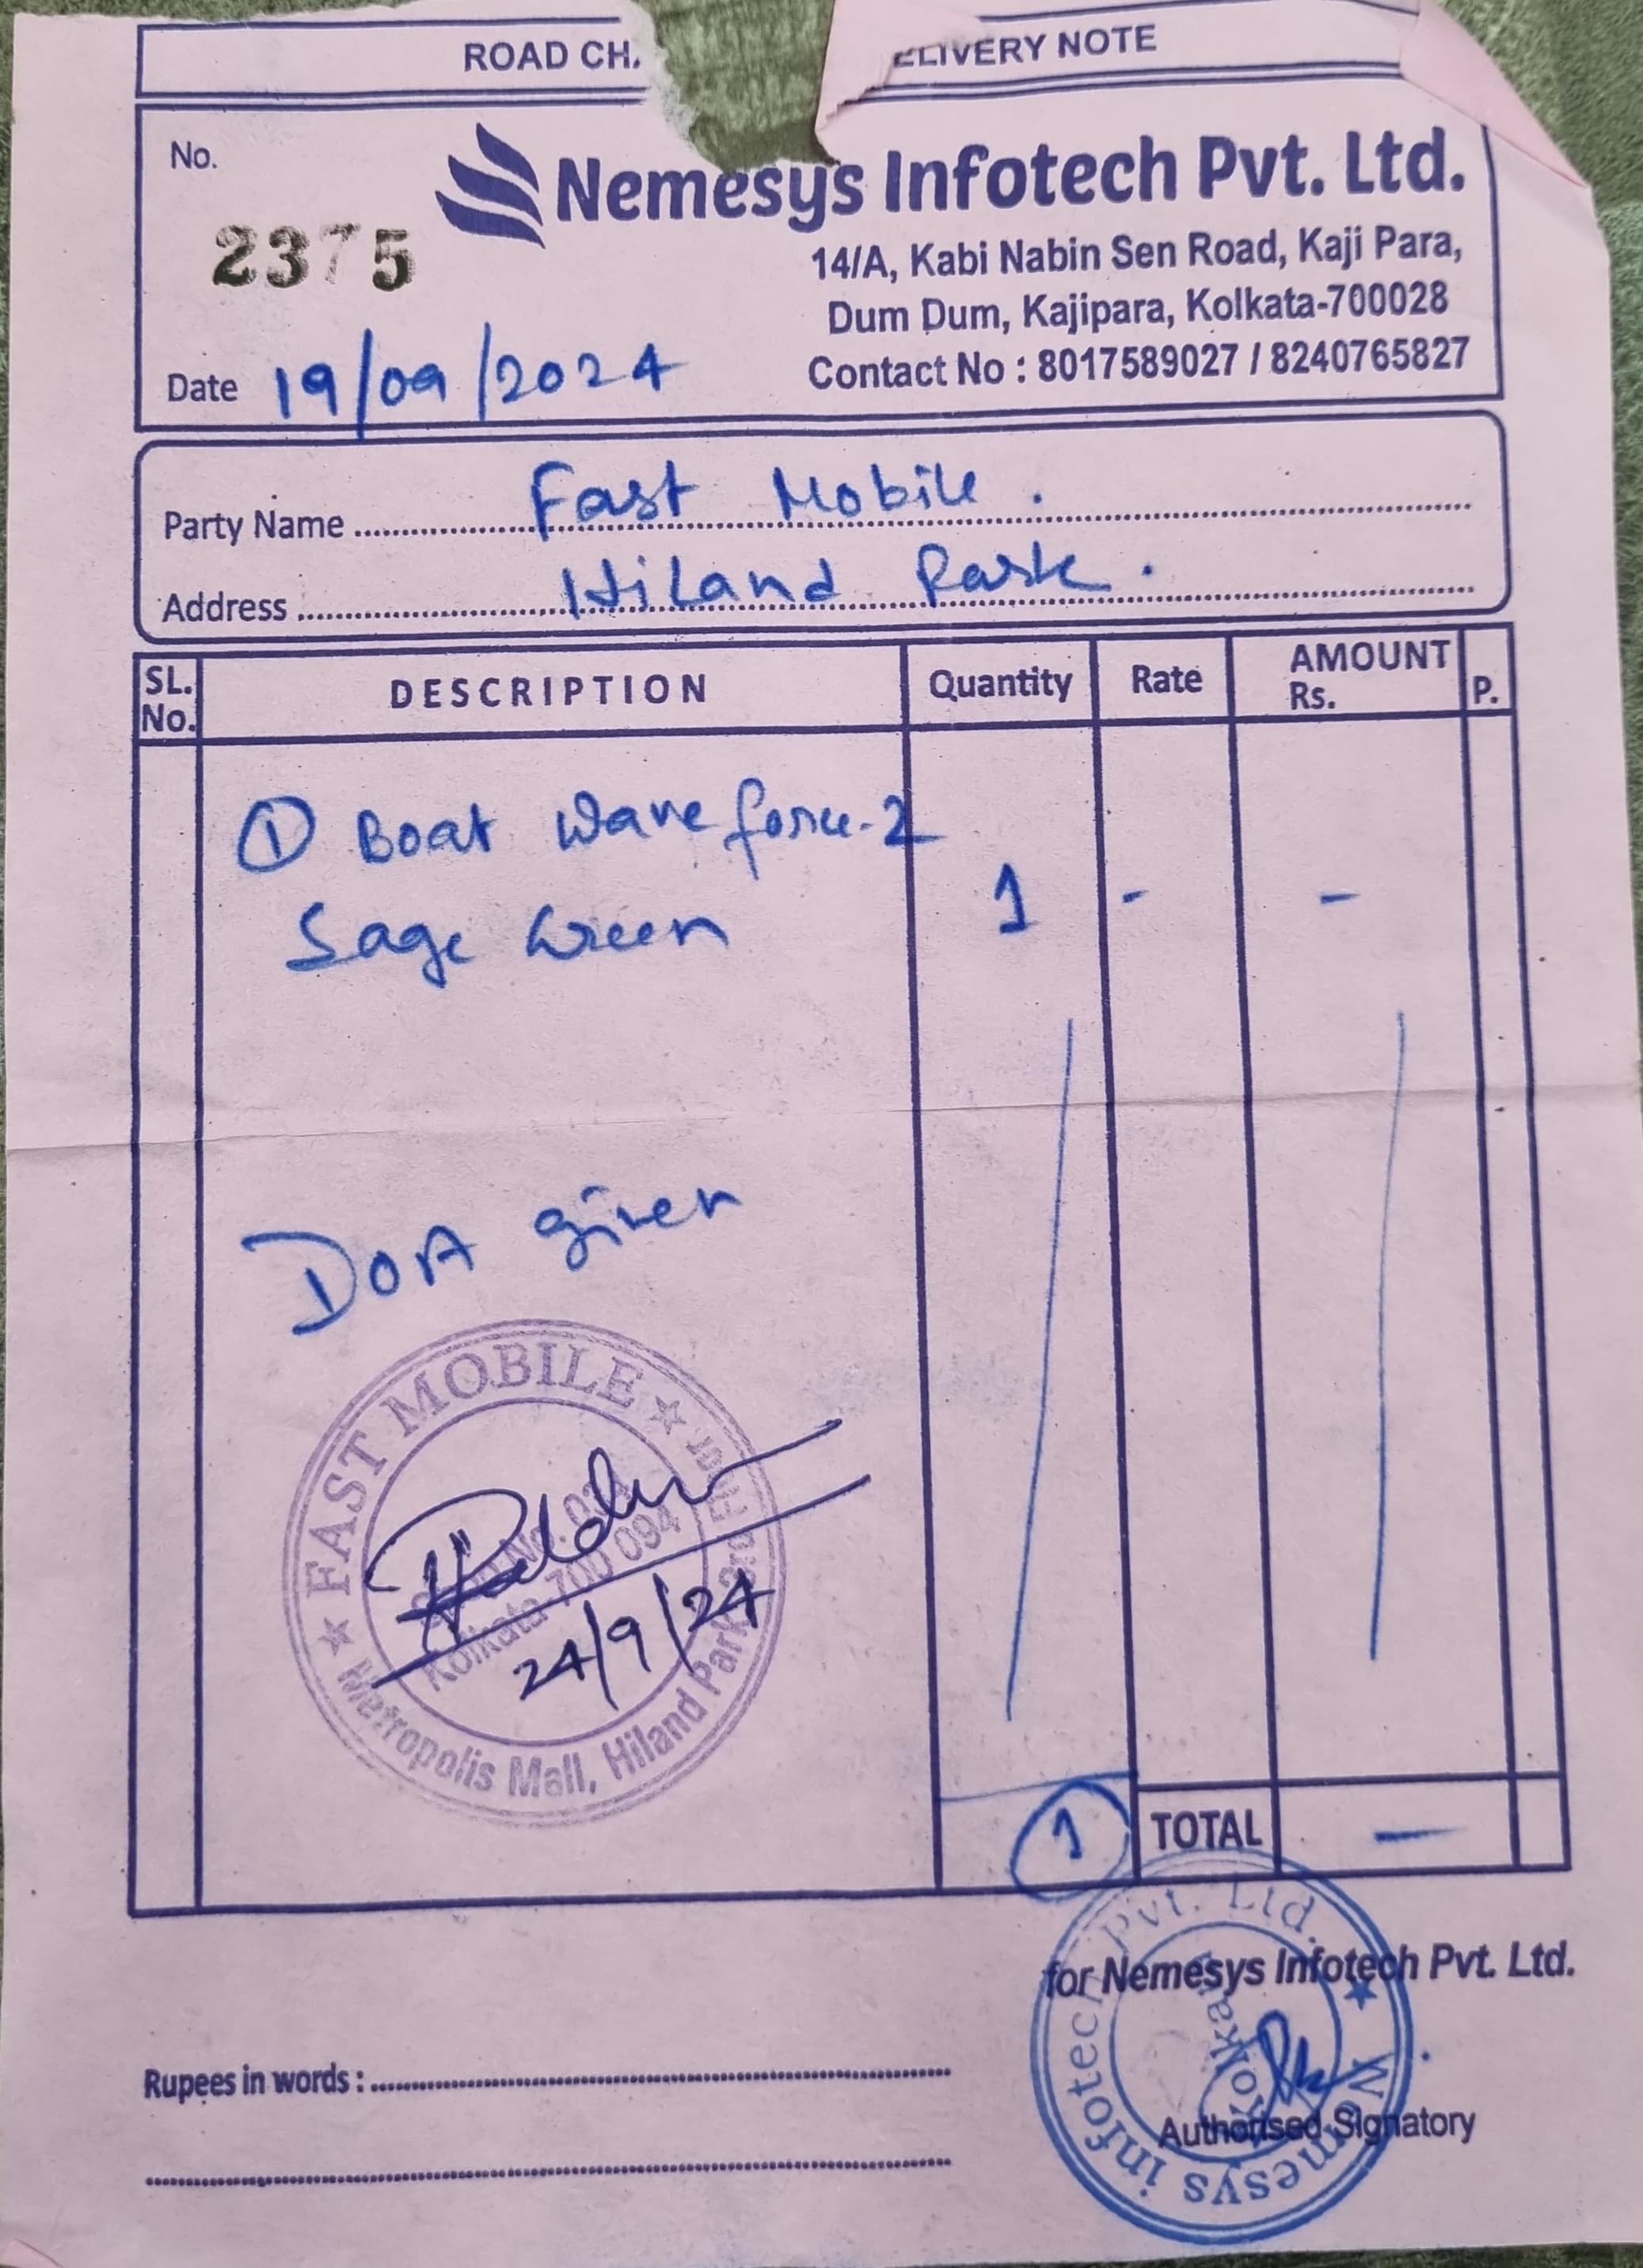 ROAD CH
ELIVERY NOTE
No.
2375
Nemesys Infotech Pvt. Ltd.
14/A, Kabi Nabin Sen Road, Kaji Para,
Dum Dum, Kajipara, Kolkata-700028
Contact No : 8017589027 / 8240765827
Date 19/09/2024
Party Name Fast Mobile.
Address Hiland Park.
SL. No. DESCRIPTION Quantity Rate AMOUNT Rs. P.
① Boat Wave force-2
Sage Green 1 - -
DOA given
★ FAST MOBILE ★
Kolkata 700 094
24/9/24
Metropolis Mall, Hiland Park
1 TOTAL —
for Nemesys Infotech Pvt. Ltd.
Nemesys infotech Pvt. Ltd. ★
Kolkata
Rupees in words :
Authorised Signatory